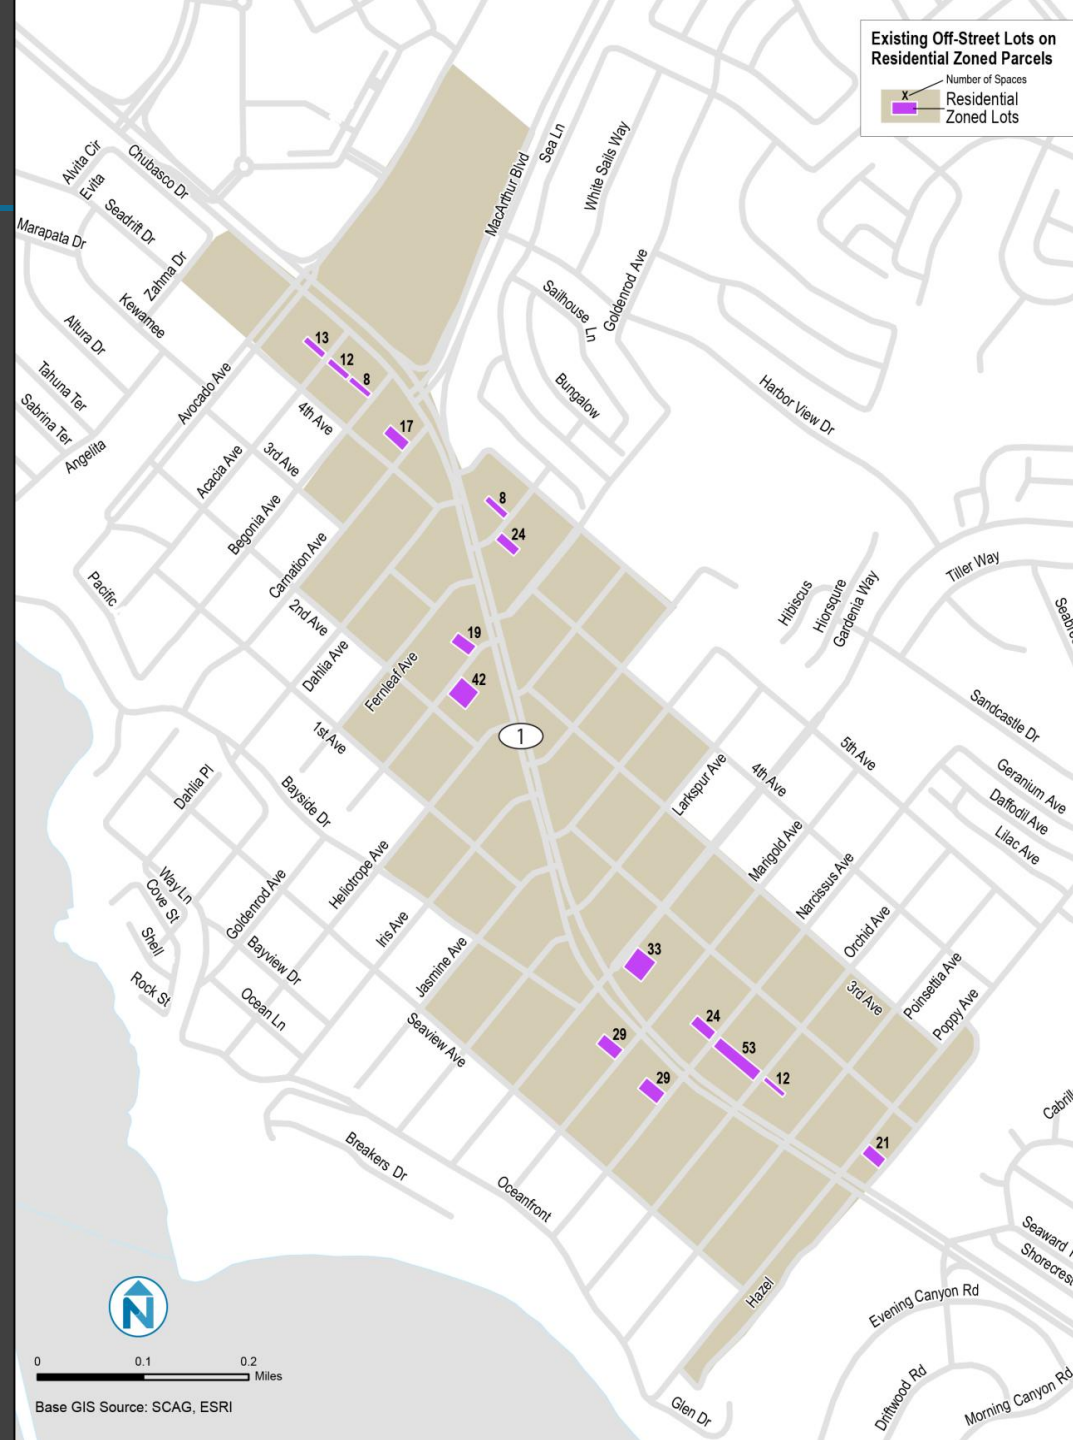 Existing Off-Street Lots on
Residential Zoned Parcels
Number of Spaces
X
Residential
Zoned Lots
Alvita Cir
Evita
Chubasco Dr
Seadrift Dr
Marapata Dr
Zahma Dr
Kewamee
Altura Dr
Tahuna Ter
Sabrina Ter
Angelita
Avocado Ave
MacArthur Blvd
Sea Ln
White Sails Way
Goldenrod Ave
Sailhouse
Ln
Bungalow
Harbor View Dr
13
12
8
17
4th Ave
3rd Ave
Acacia Ave
Begonia Ave
Carnation Ave
8
24
Pacific
2nd Ave
Dahlia Ave
Fernleaf Ave
19
42
1
1st Ave
Tiller Way
Hibiscus
Hiorsqure
Gardenia Way
Sandcastle Dr
Geranium Ave
Daffodil Ave
Lilac Ave
5th Ave
4th Ave
Larkspur Ave
Marigold Ave
Narcissus Ave
Orchid Ave
Poinsettia Ave
Poppy Ave
3rd Ave
Dahlia Pl
Bayside Dr
Way Ln
Cove St
Shell
Rock St
Goldenrod Ave
Heliotrope Ave
Bayview Dr
Ocean Ln
Iris Ave
Jasmine Ave
Seaview Ave
33
24
53
12
29
29
21
Breakers Dr
Oceanfront
Hazel
Glen Dr
Evening Canyon Rd
Driftwood Rd
Morning Canyon Rd
Seaward
Shorecrest
N
0 0.1 0.2
Miles
Base GIS Source: SCAG, ESRI